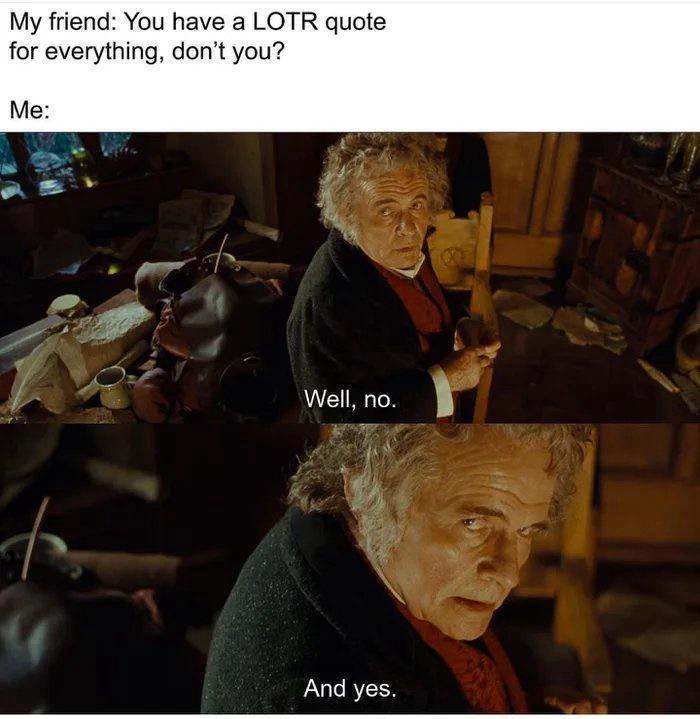 My friend: You have a LOTR quote
for everything, don’t you?
Me:
Well, no.
And yes.